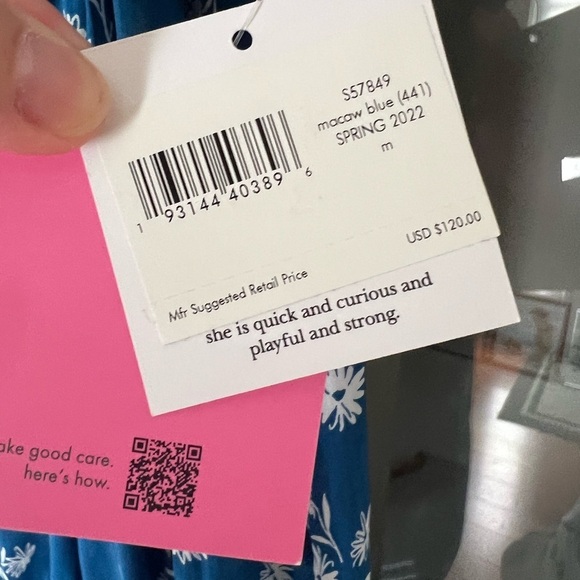 S57849
macaw blue (441)
SPRING 2022
m
1 93144 40389 6
USD $120.00
Mfr Suggested Retail Price
she is quick and curious and
playful and strong.
ake good care.
here's how.